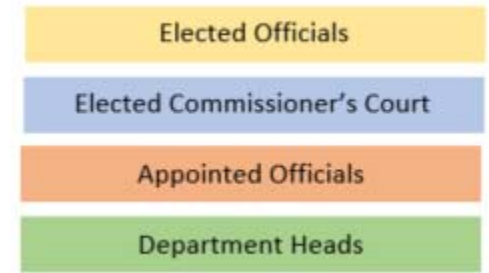 Elected Officials
Elected Commissioner's Court
Appointed Officials
Department Heads